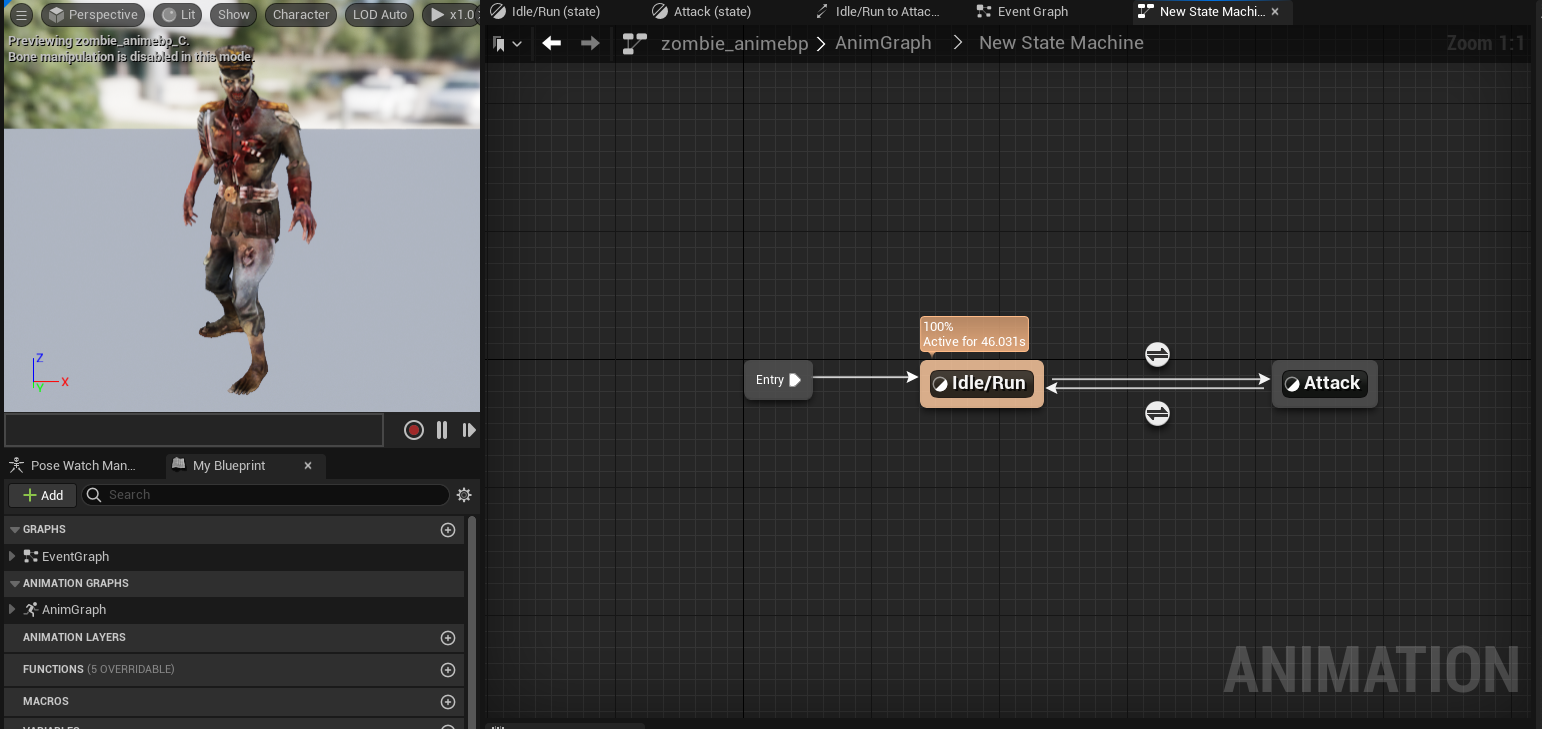 Perspective
Lit
Show
Character
LOD Auto
x1.0
Previewing zombie_animebp_C.
Bone manipulation is disabled in this mode.
Z
X
Y
Idle/Run (state)
Attack (state)
Idle/Run to Attac...
Event Graph
New State Machi...
zombie_animebp
AnimGraph
New State Machine
Zoom 1:1
100%
Active for 46.031s
Entry
Idle/Run
Attack
ANIMATION
Pose Watch Man...
My Blueprint
Add
Search
GRAPHS
EventGraph
ANIMATION GRAPHS
AnimGraph
ANIMATION LAYERS
FUNCTIONS (5 OVERRIDABLE)
MACROS
VARIABLES